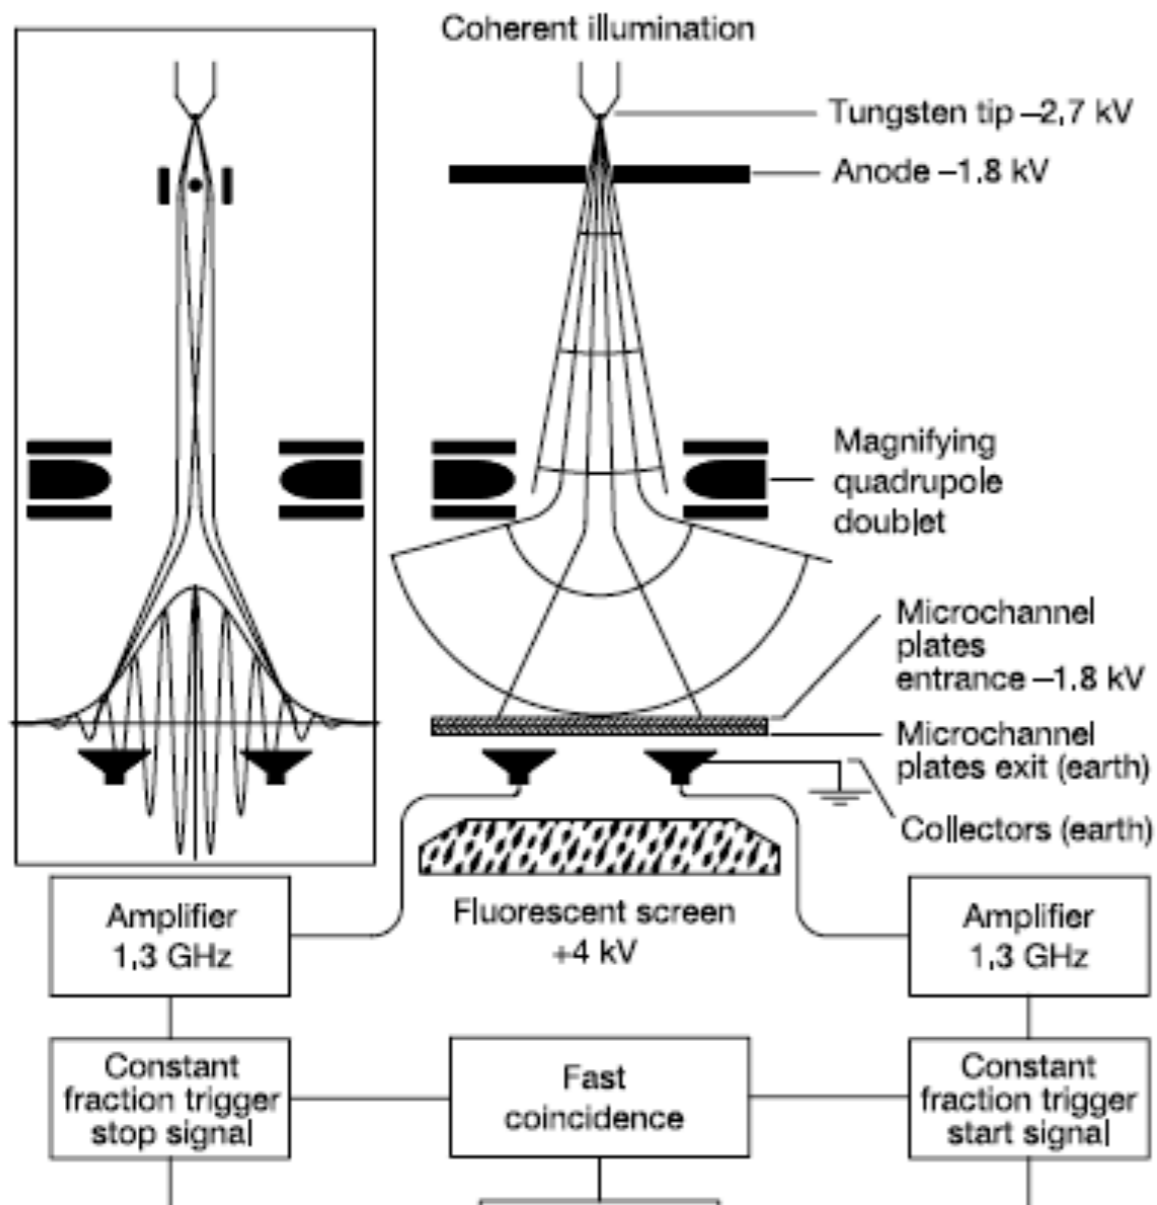 Coherent illumination
Tungsten tip –2,7 kV
Anode –1.8 kV
Magnifying
quadrupole
doublet
Microchannel
plates
entrance –1.8 kV
Microchannel
plates exit (earth)
Collectors (earth)
Fluorescent screen
+4 kV
Amplifier
1,3 GHz
Amplifier
1,3 GHz
Constant
fraction trigger
stop signal
Fast
coincidence
Constant
fraction trigger
start signal